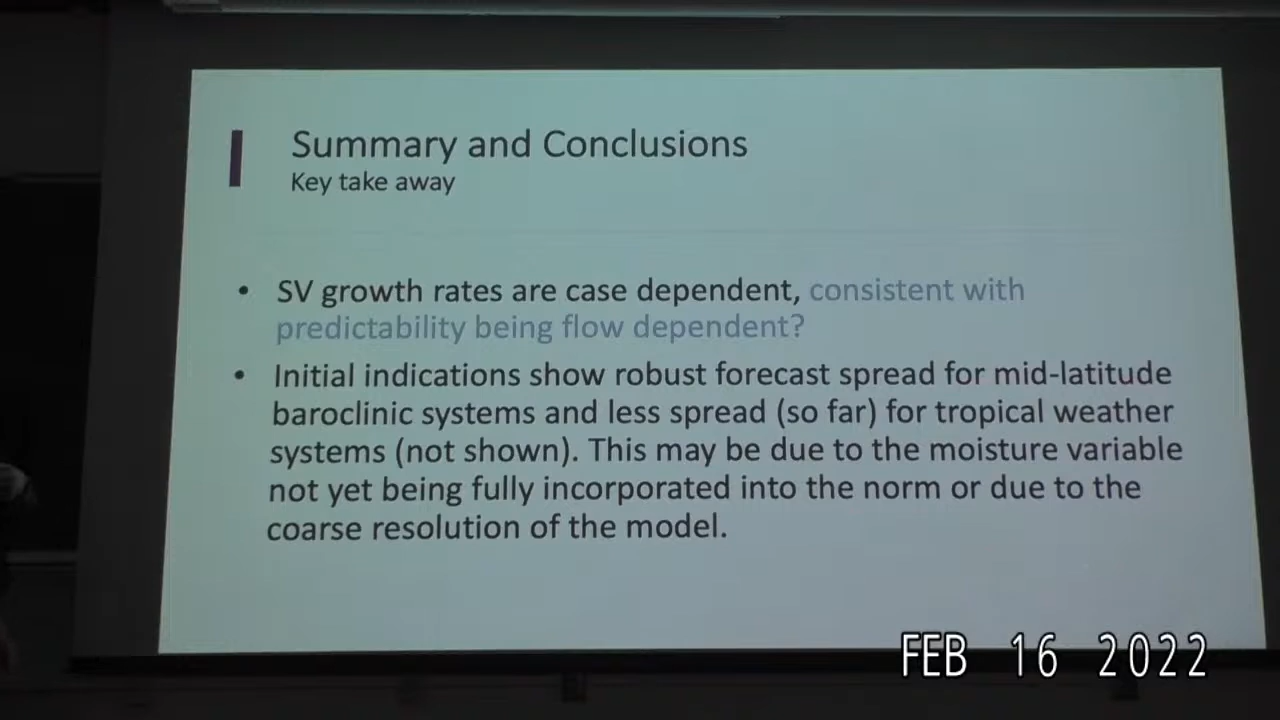 Summary and Conclusions
Key take away
• SV growth rates are case dependent, consistent with
predictability being flow dependent?
• Initial indications show robust forecast spread for mid-latitude
baroclinic systems and less spread (so far) for tropical weather
systems (not shown). This may be due to the moisture variable
not yet being fully incorporated into the norm or due to the
coarse resolution of the model.
FEB 16 2022